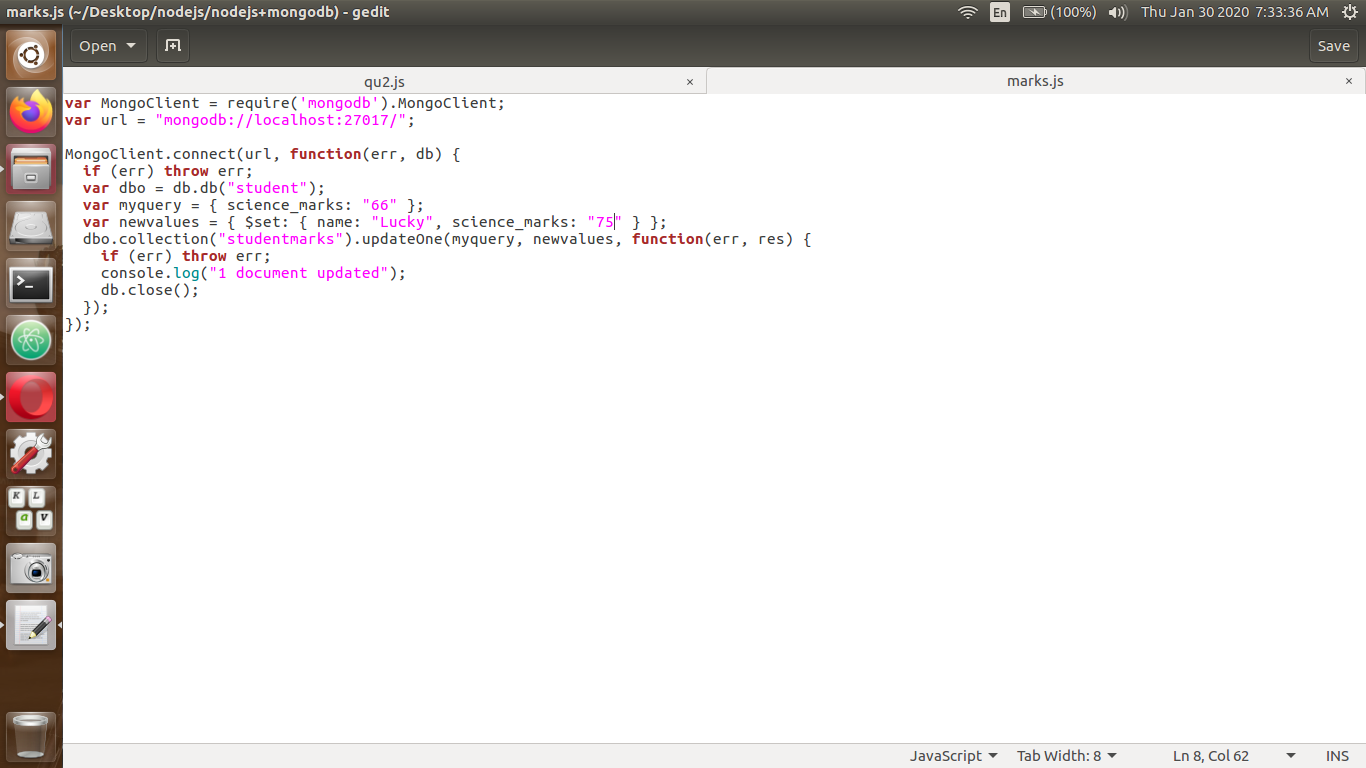 marks.js (~/Desktop/nodejs/nodejs+mongodb) - gedit
En
(100%)
Thu Jan 30 2020 7:33:36 AM
Open
Save
qu2.js ×
marks.js ×
var MongoClient = require('mongodb').MongoClient;
var url = "mongodb://localhost:27017/";
MongoClient.connect(url, function(err, db) {
  if (err) throw err;
  var dbo = db.db("student");
  var myquery = { science_marks: "66" };
  var newvalues = { $set: { name: "Lucky", science_marks: "75" } };
  dbo.collection("studentmarks").updateOne(myquery, newvalues, function(err, res) {
    if (err) throw err;
    console.log("1 document updated");
    db.close();
  });
});
K L
a V
JavaScript
Tab Width: 8
Ln 8, Col 62
INS